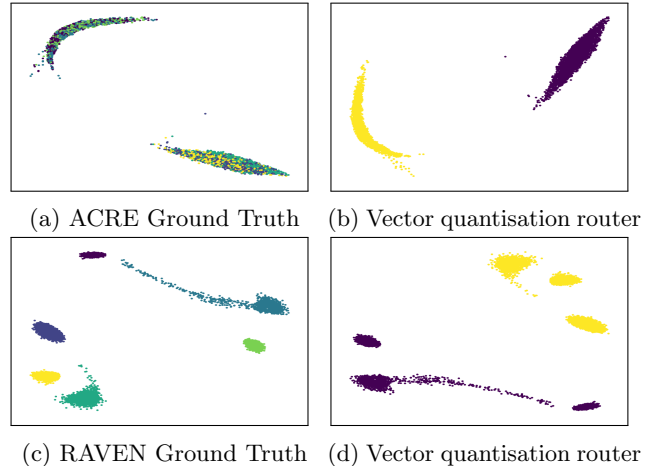 (a) ACRE Ground Truth
(b) Vector quantisation router
(c) RAVEN Ground Truth
(d) Vector quantisation router